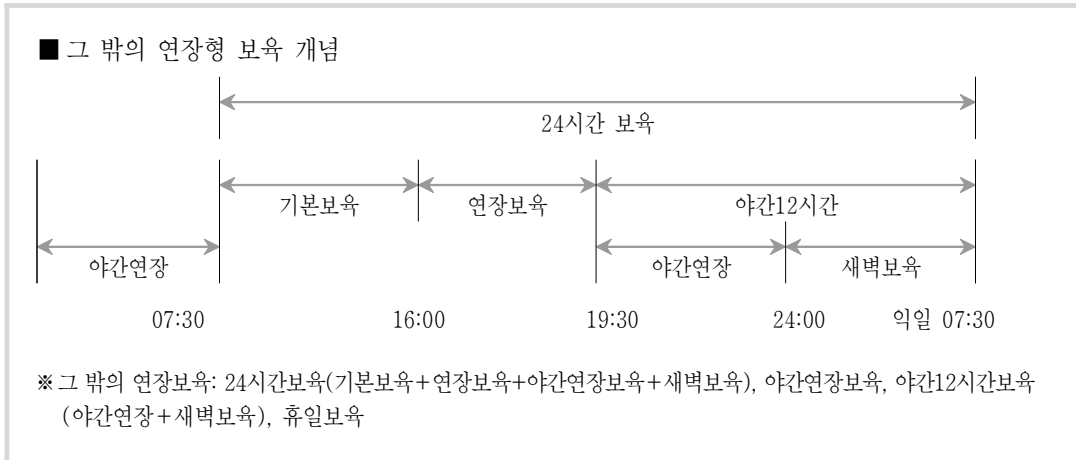 ■ 그 밖의 연장형 보육 개념
24시간 보육
기본보육 연장보육 야간12시간
야간연장 야간연장 새벽보육
07:30 16:00 19:30 24:00 익일 07:30
※ 그 밖의 연장보육: 24시간보육(기본보육+연장보육+야간연장보육+새벽보육), 야간연장보육, 야간12시간보육
(야간연장+새벽보육), 휴일보육